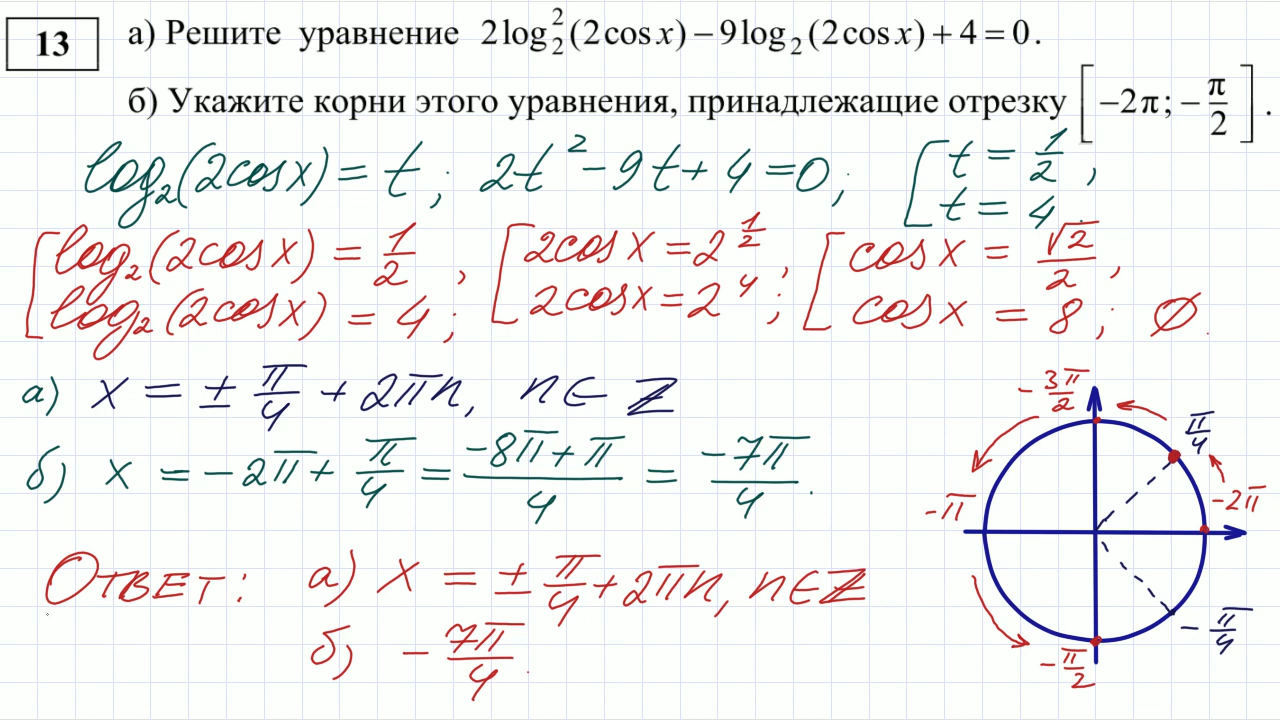 13 а) Решите уравнение 2log₂²(2cos x) − 9log₂(2cos x) + 4 = 0.
б) Укажите корни этого уравнения, принадлежащие отрезку [−2π; −π/2].
log₂(2cosx) = t; 2t² − 9t + 4 = 0; [t = 1/2,
t = 4.
[log₂(2cosx) = 1/2, [2cosx = 2^(1/2), [cosx = √2/2,
log₂(2cosx) = 4; 2cosx = 2⁴; cosx = 8; ∅.
а) x = ± π/4 + 2πn, n ∈ Z
б) x = −2π + π/4 = (−8π + π)/4 = −7π/4.
Ответ: а) x = ± π/4 + 2πn, n ∈ Z
б) − 7π/4.
− 3π/2
π/4
−π
−2π
− π/4
− π/2